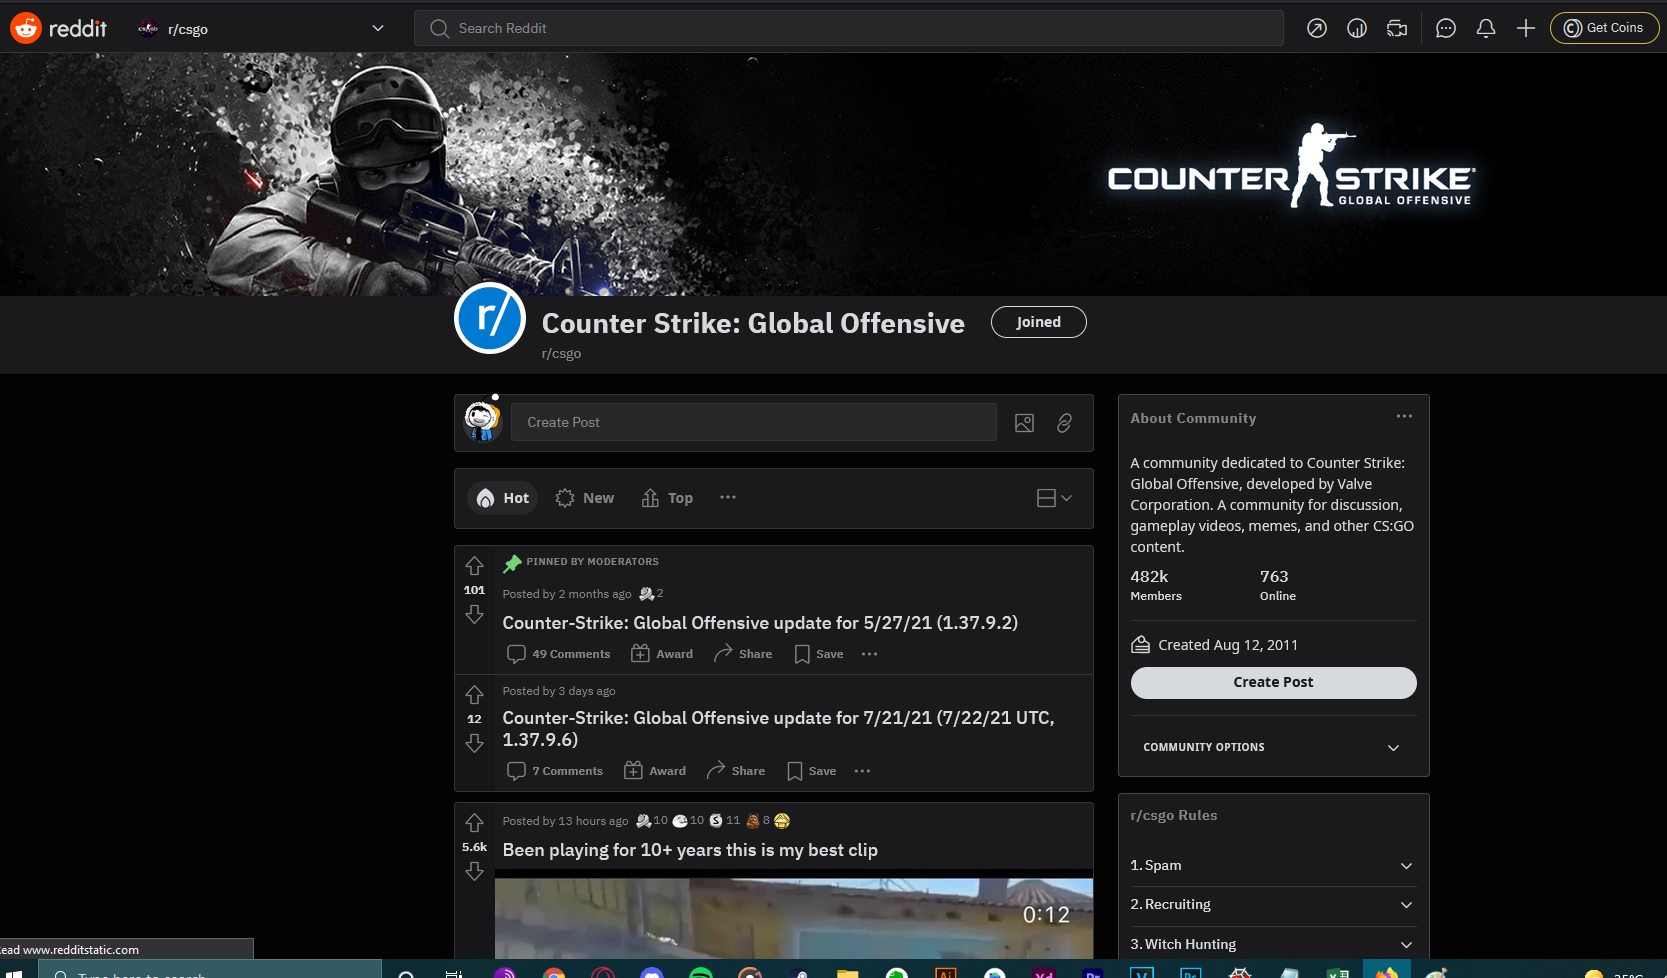 reddit r/csgo Search Reddit Get Coins
COUNTER STRIKE
GLOBAL OFFENSIVE
r/ Counter Strike: Global Offensive Joined
r/csgo
Create Post
Hot New Top
PINNED BY MODERATORS
101
Posted by 2 months ago 2
Counter-Strike: Global Offensive update for 5/27/21 (1.37.9.2)
49 Comments Award Share Save
Posted by 3 days ago
12
Counter-Strike: Global Offensive update for 7/21/21 (7/22/21 UTC,
1.37.9.6)
7 Comments Award Share Save
Posted by 13 hours ago 10 10 S 11 8
5.6k
Been playing for 10+ years this is my best clip
0:12
About Community
A community dedicated to Counter Strike:
Global Offensive, developed by Valve
Corporation. A community for discussion,
gameplay videos, memes, and other CS:GO
content.
482k 763
Members Online
Created Aug 12, 2011
Create Post
COMMUNITY OPTIONS
r/csgo Rules
1. Spam
2. Recruiting
3. Witch Hunting
ead www.redditstatic.com
Type here to search